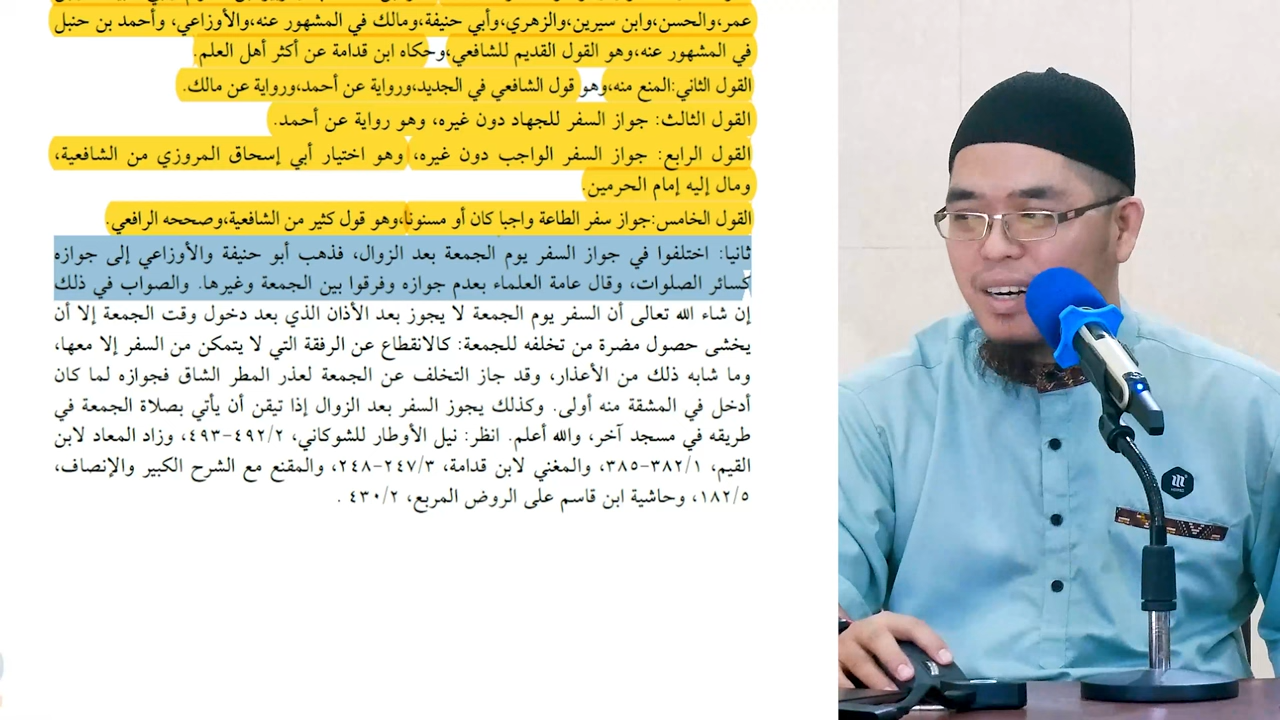 عمر،والحسن،وابن سيرين،والزهري،وأبي حنيفة،ومالك في المشهور عنه،والأوزاعي، وأحمد بن حنبل
في المشهور عنه،وهو القول القديم للشافعي،وحكاه ابن قدامة عن أكثر أهل العلم.
القول الثاني:المنع منه،وهو قول الشافعي في الجديد،ورواية عن أحمد،ورواية عن مالك.
القول الثالث: جواز السفر للجهاد دون غيره، وهو رواية عن أحمد.
القول الرابع: جواز السفر الواجب دون غيره، وهو اختيار أبي إسحاق المروزي من الشافعية،
ومال إليه إمام الحرمين.
القول الخامس:جواز سفر الطاعة واجبا كان أو مسنونا،وهو قول كثير من الشافعية،وصححه الرافعي.
ثانيا: اختلفوا في جواز السفر يوم الجمعة بعد الزوال، فذهب أبو حنيفة والأوزاعي إلى جوازه
كسائر الصلوات، وقال عامة العلماء بعدم جوازه وفرقوا بين الجمعة وغيرها. والصواب في ذلك
إن شاء الله تعالى أن السفر يوم الجمعة لا يجوز بعد الأذان الذي بعد دخول وقت الجمعة إلا أن
يخشى حصول مضرة من تخلفه للجمعة: كالانقطاع عن الرفقة التي لا يتمكن من السفر إلا معها،
وما شابه ذلك من الأعذار، وقد جاز التخلف عن الجمعة لعذر المطر الشاق فجوازه لما كان
أدخل في المشقة منه أولى. وكذلك يجوز السفر بعد الزوال إذا تيقن أن يأتي بصلاة الجمعة في
طريقه في مسجد آخر، والله أعلم. انظر: نيل الأوطار للشوكاني، ٤٩٢/٢-٤٩٣، وزاد المعاد لابن
القيم، ٣٨٢/١-٣٨٥، والمغني لابن قدامة، ٢٤٧/٣-٢٤٨، والمقنع مع الشرح الكبير والإنصاف،
١٨٢/٥، وحاشية ابن قاسم على الروض المربع، ٤٣٠/٢ .